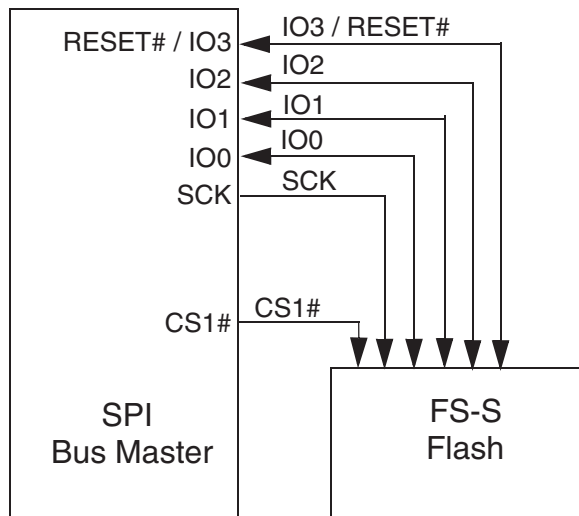 RESET# / IO3
IO3 / RESET#
IO2
IO2
IO1
IO1
IO0
IO0
SCK
SCK
CS1#
CS1#
SPI
Bus Master
FS-S
Flash